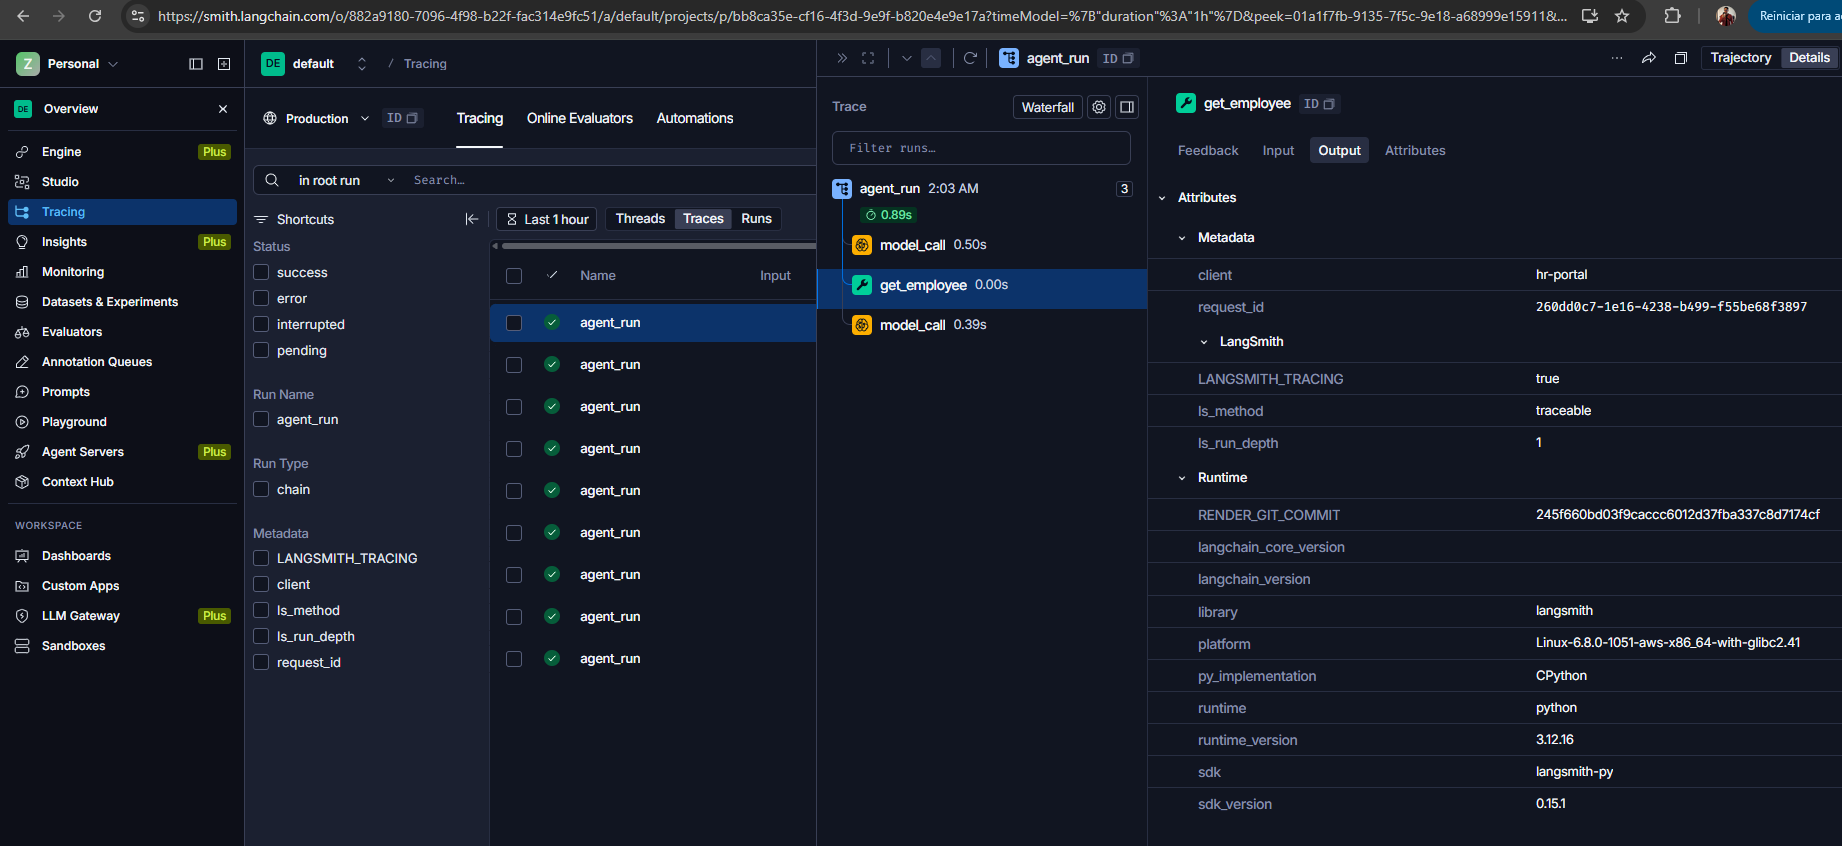 https://smith.langchain.com/o/882a9180-7096-4f98-b22f-fac314e9fc51/a/default/projects/p/bb8ca35e-cf16-4f3d-9e9f-b820e4e9e17a?timeModel=%7B"duration"%3A"1h"%7D&peek=01a1f7fb-9135-7f5c-9e18-a68999e15911&...
Reiniciar para a
Z Personal
DE Overview
Engine Plus
Studio
Tracing
Insights Plus
Monitoring
Datasets & Experiments
Evaluators
Annotation Queues
Prompts
Playground
Agent Servers Plus
Context Hub
WORKSPACE
Dashboards
Custom Apps
LLM Gateway Plus
Sandboxes
DE default / Tracing
Production ID Tracing Online Evaluators Automations
in root run Search…
Shortcuts
Status
success
error
interrupted
pending
Run Name
agent_run
Run Type
chain
Metadata
LANGSMITH_TRACING
client
ls_method
ls_run_depth
request_id
Last 1 hour Threads Traces Runs
Name Input
agent_run
agent_run
agent_run
agent_run
agent_run
agent_run
agent_run
agent_run
agent_run
agent_run ID
Trajectory Details
Trace Waterfall
Filter runs…
agent_run 2:03 AM 3
0.89s
model_call 0.50s
get_employee 0.00s
model_call 0.39s
get_employee ID
Feedback Input Output Attributes
Attributes
Metadata
client hr-portal
request_id 260dd0c7-1e16-4238-b499-f55be68f3897
LangSmith
LANGSMITH_TRACING true
ls_method traceable
ls_run_depth 1
Runtime
RENDER_GIT_COMMIT 245f660bd03f9caccc6012d37fba337c8d7174cf
langchain_core_version
langchain_version
library langsmith
platform Linux-6.8.0-1051-aws-x86_64-with-glibc2.41
py_implementation CPython
runtime python
runtime_version 3.12.16
sdk langsmith-py
sdk_version 0.15.1